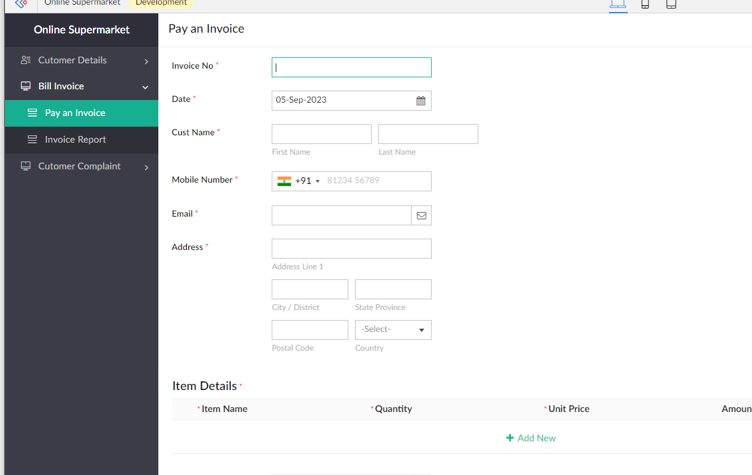 Online Supermarket
Development
Online Supermarket
Cutomer Details
Bill Invoice
Pay an Invoice
Invoice Report
Cutomer Complaint
Pay an Invoice
Invoice No *
Date *
05-Sep-2023
Cust Name *
First Name
Last Name
Mobile Number *
+91
81234 56789
Email *
Address *
Address Line 1
City / District
State Province
-Select-
Postal Code
Country
Item Details *
* Item Name
* Quantity
* Unit Price
Amoun
+ Add New